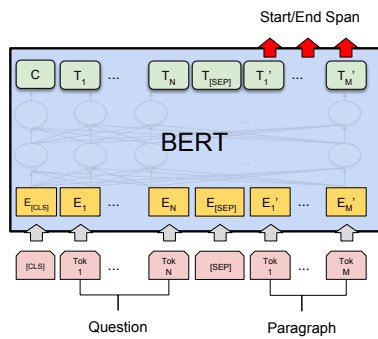 Start/End Span
C T1 ... TN T[SEP] T1' ... TM'
BERT
E[CLS] E1 ... EN E[SEP] E1' ... EM'
[CLS] Tok 1 ... Tok N [SEP] Tok 1 ... Tok M
Question Paragraph